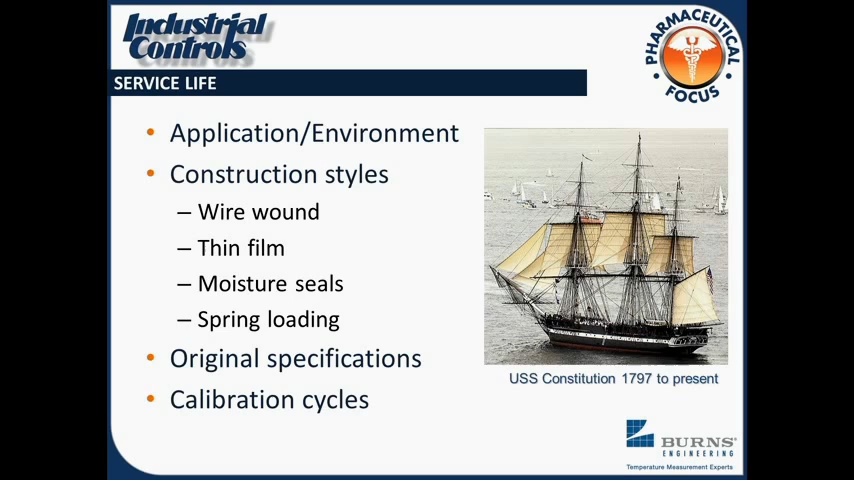 Industrial
Controls
PHARMACEUTICAL
FOCUS
SERVICE LIFE
• Application/Environment
• Construction styles
– Wire wound
– Thin film
– Moisture seals
– Spring loading
• Original specifications
• Calibration cycles
USS Constitution 1797 to present
BURNS®
ENGINEERING
Temperature Measurement Experts